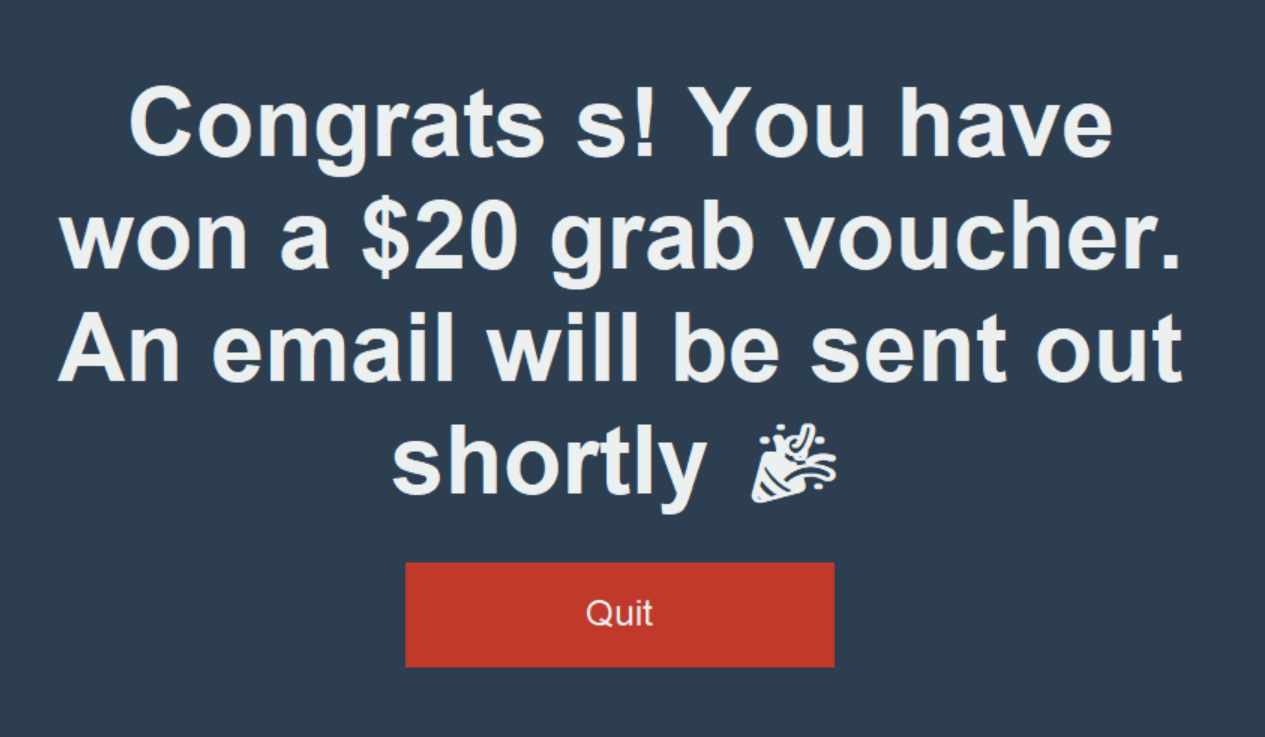 Congrats s! You have
won a $20 grab voucher.
An email will be sent out
shortly 🎉
Quit